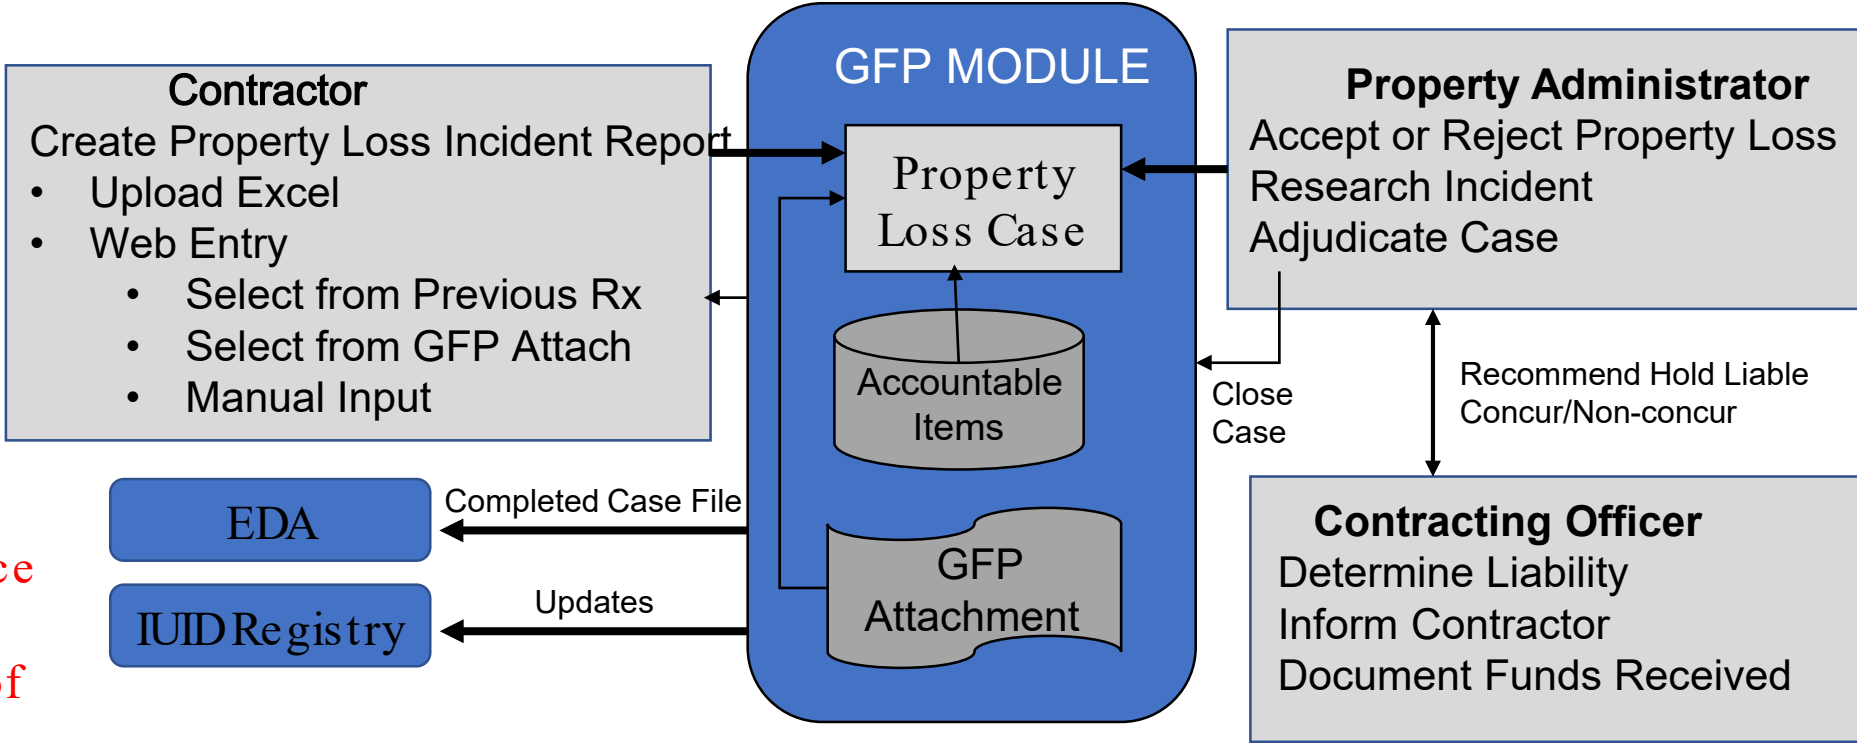 GFP MODULE
Contractor
Create Property Loss Incident Report
• Upload Excel
• Web Entry
• Select from Previous Rx
• Select from GFP Attach
• Manual Input
Property
Loss Case
Accountable
Items
GFP
Attachment
Property Administrator
Accept or Reject Property Loss
Research Incident
Adjudicate Case
Close
Case
Recommend Hold Liable
Concur/Non-concur
Contracting Officer
Determine Liability
Inform Contractor
Document Funds Received
EDA
Completed Case File
IUID Registry
Updates